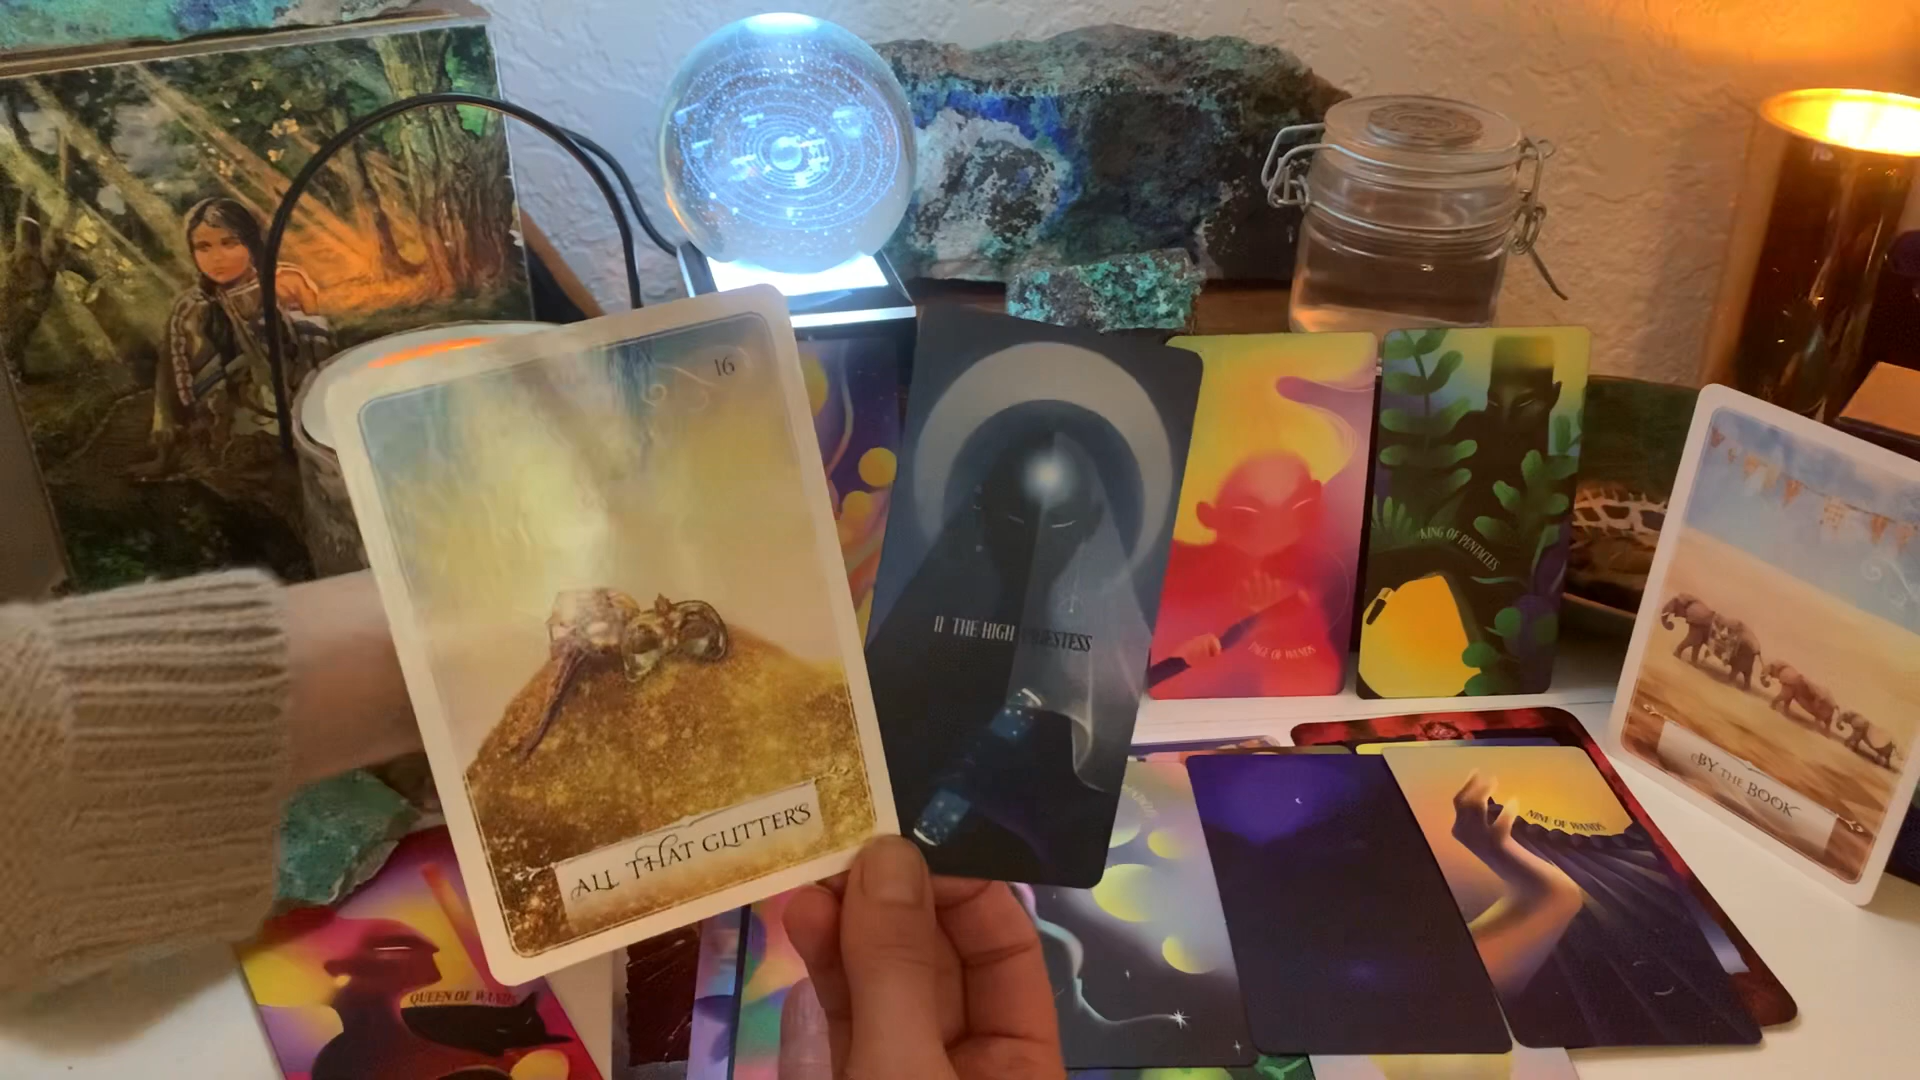 16
ALL THAT GLITTERS
II THE HIGH PRIESTESS
PAGE OF WANDS
KING OF PENTACLES
BY THE BOOK
NINE OF WANDS
QUEEN OF WANDS